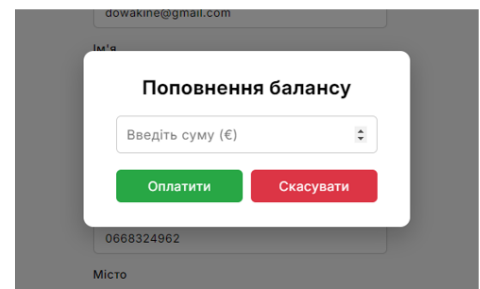 dowakine@gmail.com
Ім'я
Поповнення балансу
Введіть суму (€)
Оплатити
Скасувати
0668324962
Місто